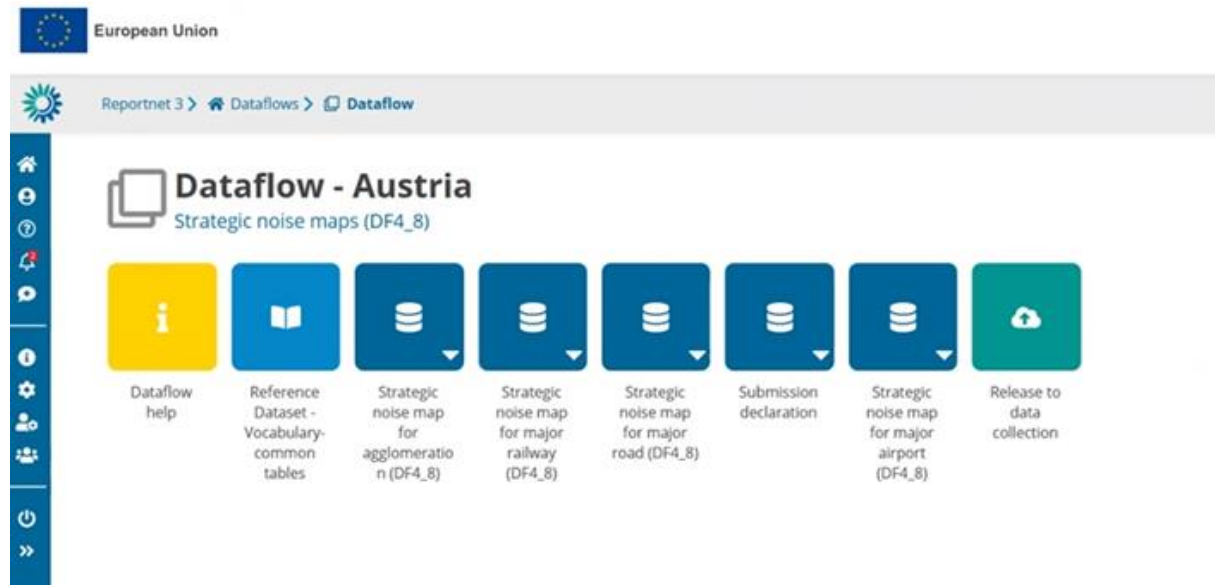 European Union
Reportnet 3 > Dataflows > Dataflow
Dataflow - Austria
Strategic noise maps (DF4_8)
Dataflow
help
Reference
Dataset -
Vocabulary-
common
tables
Strategic
noise map
for
agglomeratio
n (DF4_8)
Strategic
noise map
for major
railway
(DF4_8)
Strategic
noise map
for major
road (DF4_8)
Submission
declaration
Strategic
noise map
for major
airport
(DF4_8)
Release to
data
collection